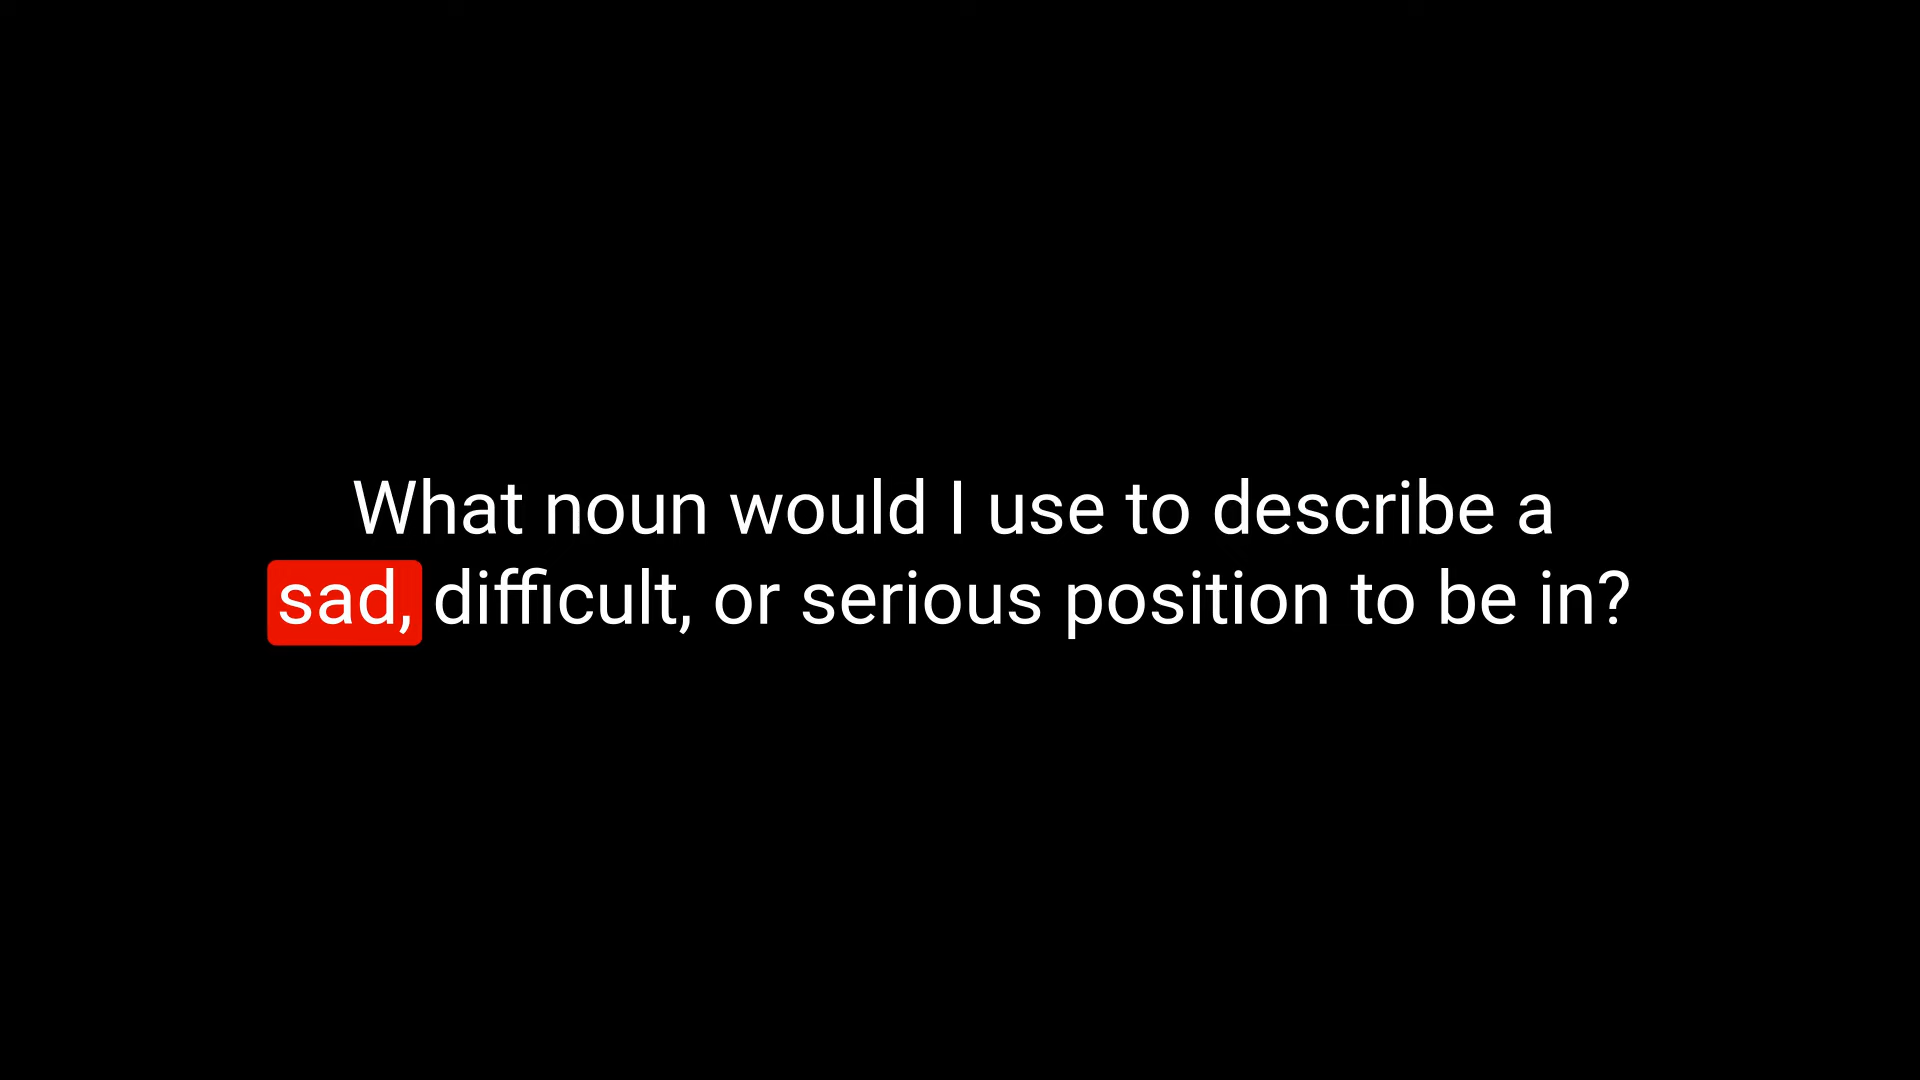 What noun would I use to describe a
sad, difficult, or serious position to be in?